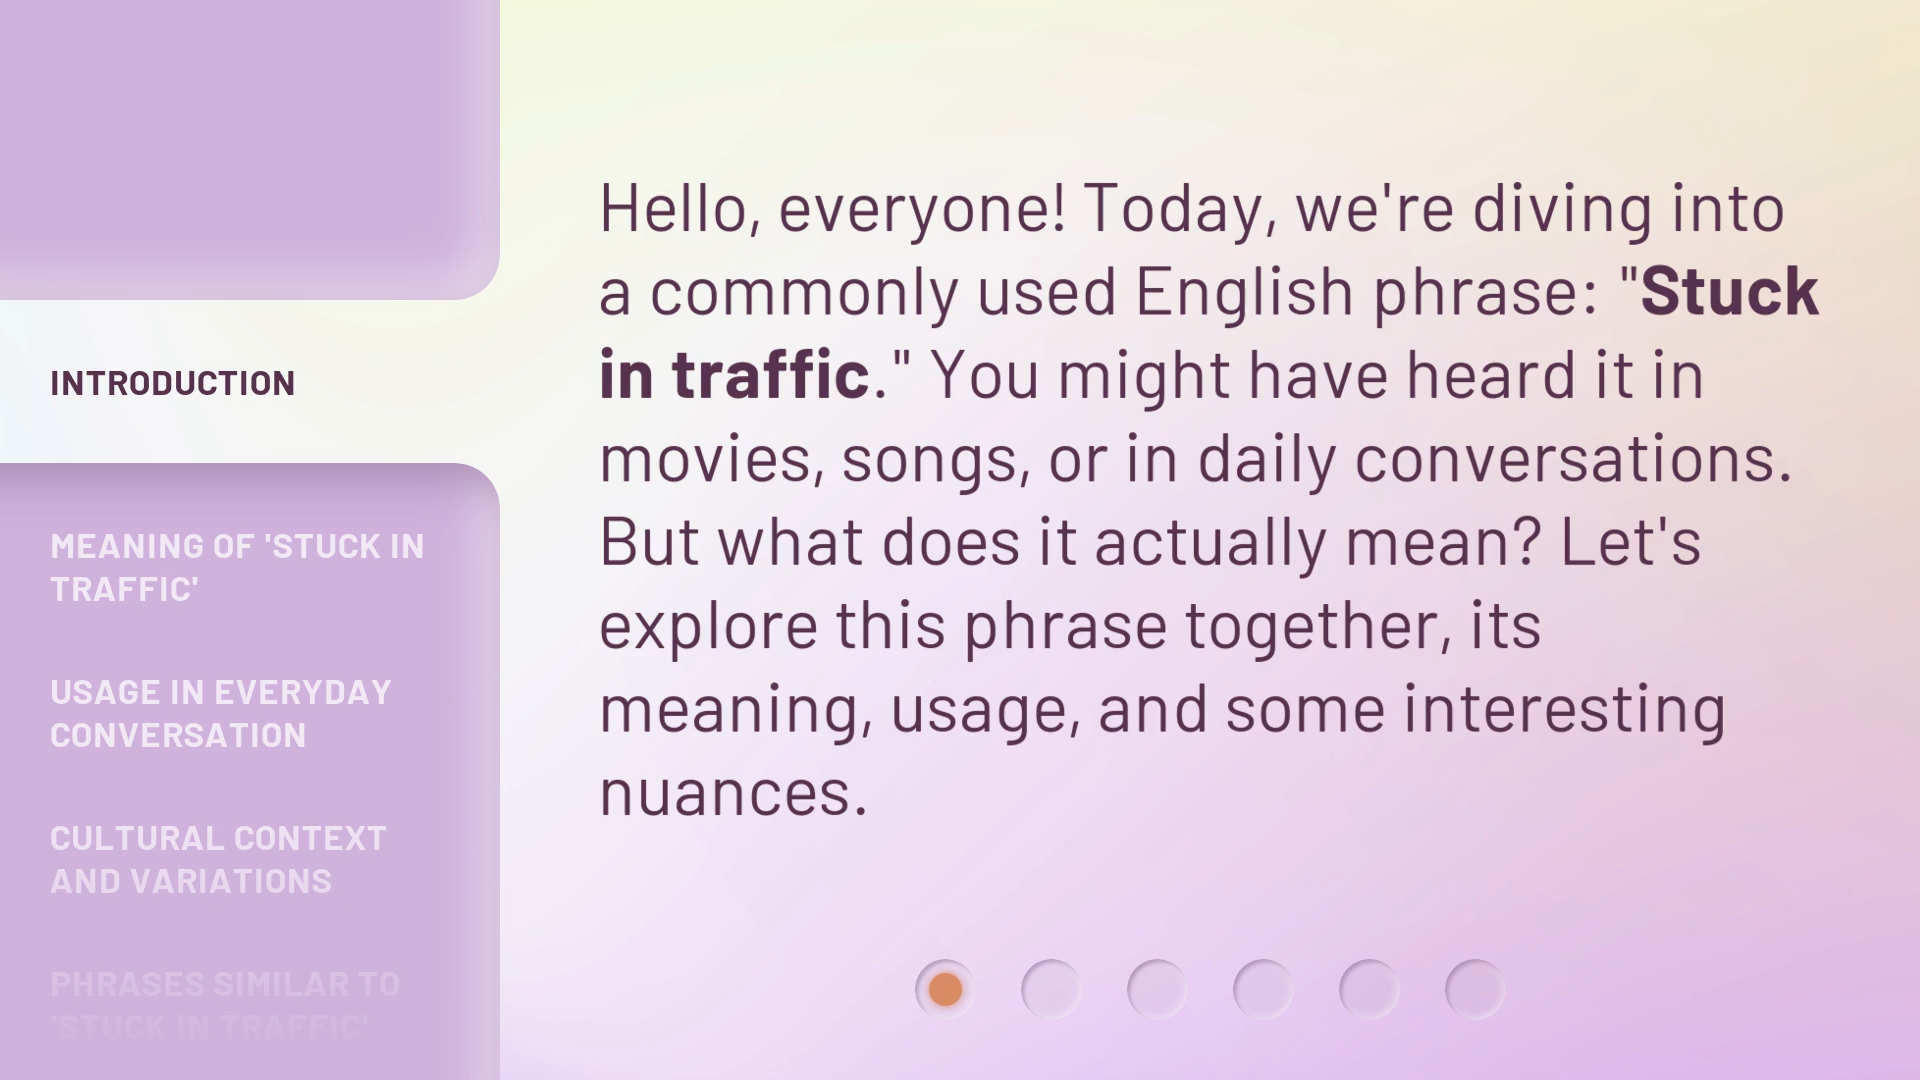 INTRODUCTION
MEANING OF 'STUCK IN
TRAFFIC'
USAGE IN EVERYDAY
CONVERSATION
CULTURAL CONTEXT
AND VARIATIONS
PHRASES SIMILAR TO
'STUCK IN TRAFFIC'
Hello, everyone! Today, we're diving into
a commonly used English phrase: "Stuck
in traffic." You might have heard it in
movies, songs, or in daily conversations.
But what does it actually mean? Let's
explore this phrase together, its
meaning, usage, and some interesting
nuances.